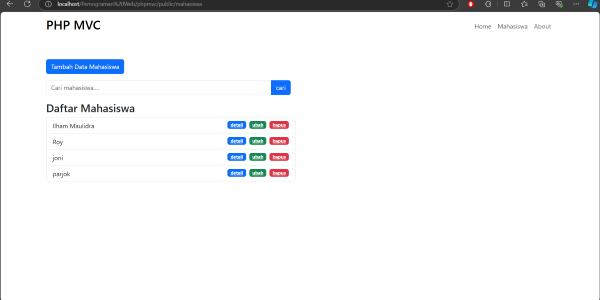 localhost/Pemograman%20Web/phpmvc/public/mahasiswa
PHP MVC
Home Mahasiswa About
Tambah Data Mahasiswa
Cari mahasiswa....
cari
Daftar Mahasiswa
Ilham Maulidra detail ubah hapus
Roy detail ubah hapus
joni detail ubah hapus
parjok detail ubah hapus